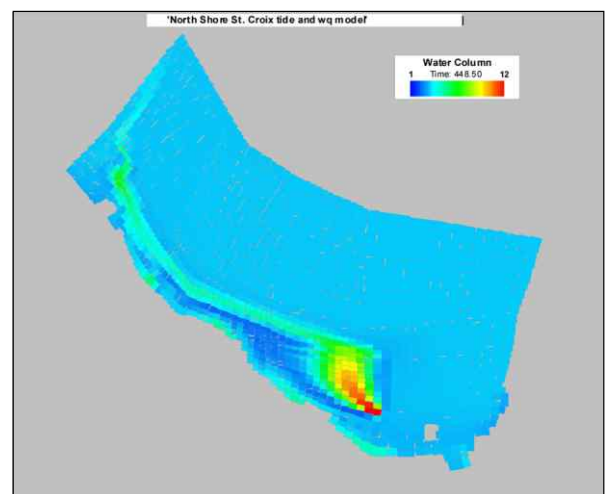 'North Shore St. Croix tide and wq model'
Water Column
1 Time: 448.50 12